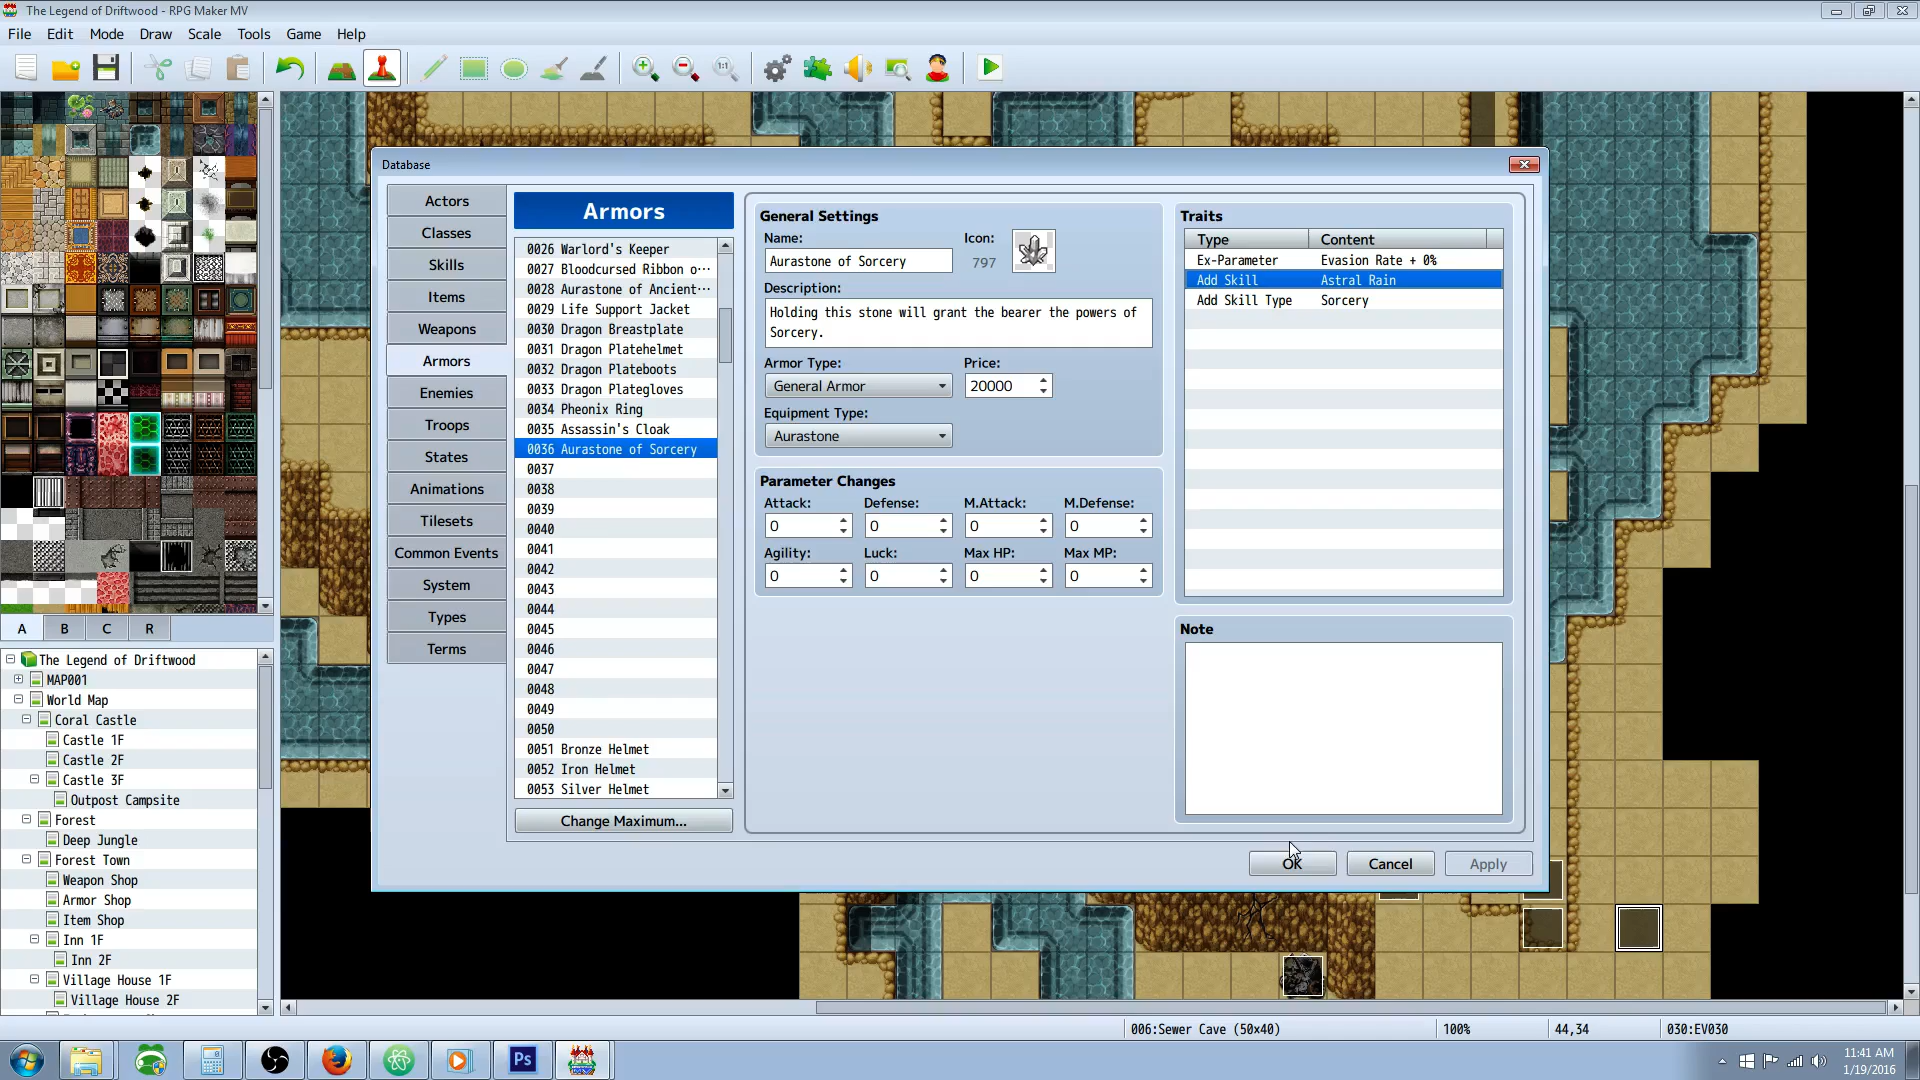 The Legend of Driftwood - RPG Maker MV
File Edit Mode Draw Scale Tools Game Help
1:1
Database
Actors
Classes
Skills
Items
Weapons
Armors
Enemies
Troops
States
Animations
Tilesets
Common Events
System
Types
Terms
Armors
0026 Warlord's Keeper
0027 Bloodcursed Ribbon o···
0028 Aurastone of Ancient···
0029 Life Support Jacket
0030 Dragon Breastplate
0031 Dragon Platehelmet
0032 Dragon Plateboots
0033 Dragon Plategloves
0034 Pheonix Ring
0035 Assassin's Cloak
0036 Aurastone of Sorcery
0037
0038
0039
0040
0041
0042
0043
0044
0045
0046
0047
0048
0049
0050
0051 Bronze Helmet
0052 Iron Helmet
0053 Silver Helmet
Change Maximum...
General Settings
Name: Icon:
Aurastone of Sorcery 797
Description:
Holding this stone will grant the bearer the powers of
Sorcery.
Armor Type: Price:
General Armor 20000
Equipment Type:
Aurastone
Parameter Changes
Attack: Defense: M.Attack: M.Defense:
0 0 0 0
Agility: Luck: Max HP: Max MP:
0 0 0 0
Traits
Type Content
Ex-Parameter Evasion Rate + 0%
Add Skill Astral Rain
Add Skill Type Sorcery
Note
OK Cancel Apply
A B C R
The Legend of Driftwood
MAP001
World Map
Coral Castle
Castle 1F
Castle 2F
Castle 3F
Outpost Campsite
Forest
Deep Jungle
Forest Town
Weapon Shop
Armor Shop
Item Shop
Inn 1F
Inn 2F
Village House 1F
Village House 2F
006:Sewer Cave (50x40) 100% 44,34 030:EV030
Ps
11:41 AM
1/19/2016